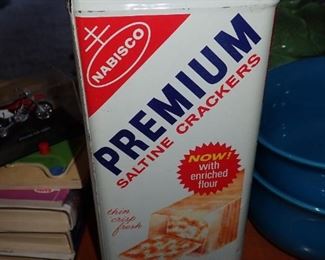 NABISCO
PREMIUM
SALTINE CRACKERS
NOW!
with
enriched
flour
thin
crisp
fresh